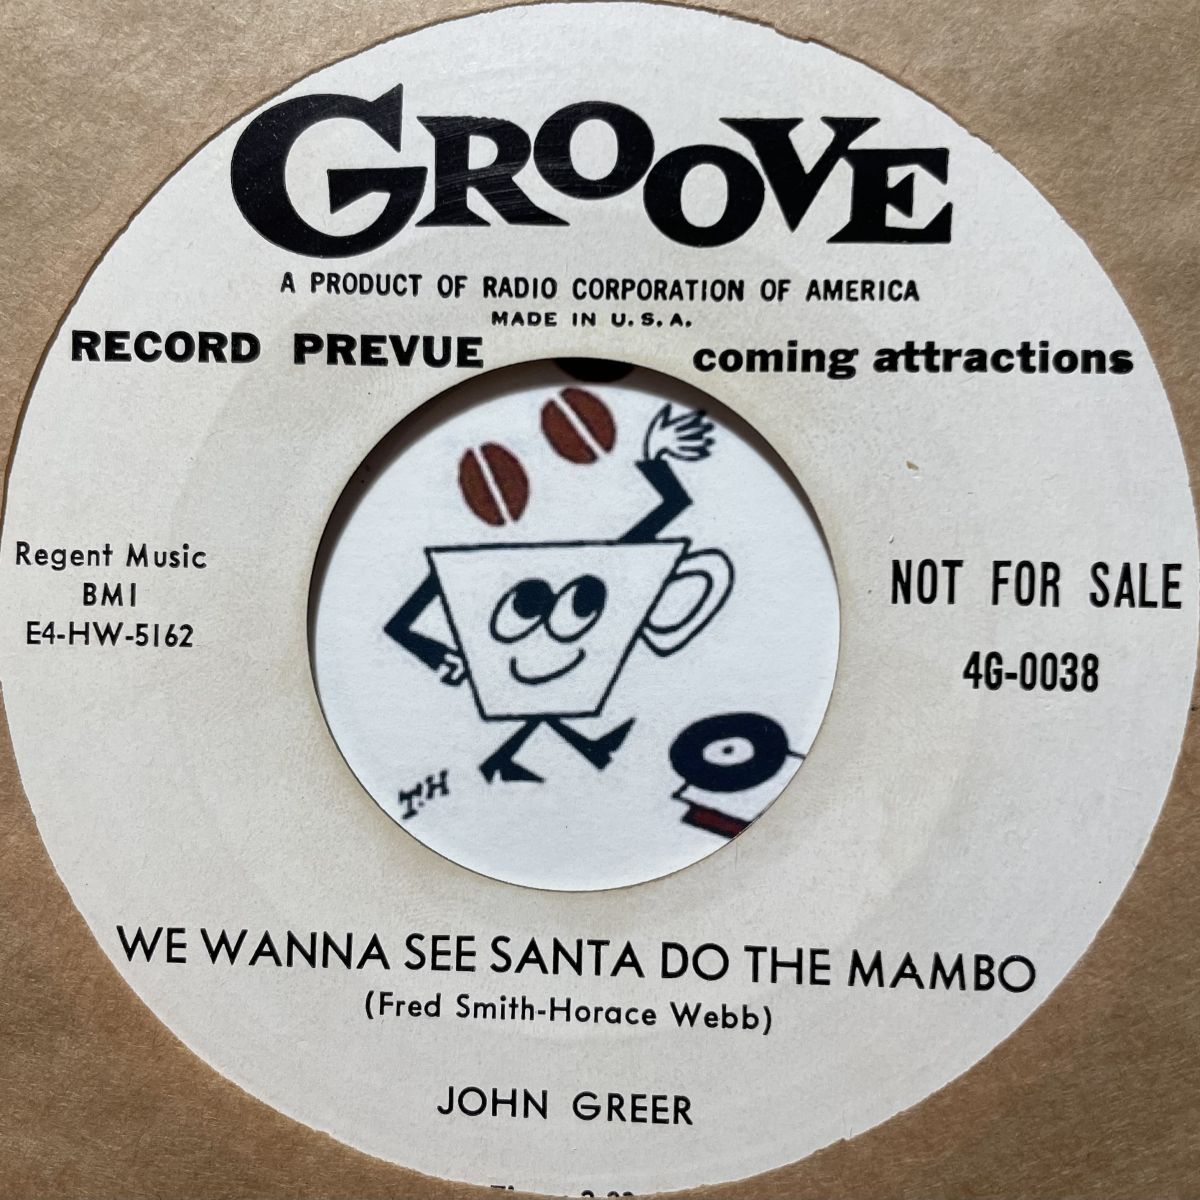 GROOVE
A PRODUCT OF RADIO CORPORATION OF AMERICA
MADE IN U.S.A.
RECORD PREVUE coming attractions
Regent Music
BMI
E4-HW-5162
NOT FOR SALE
4G-0038
T.H
WE WANNA SEE SANTA DO THE MAMBO
(Fred Smith-Horace Webb)
JOHN GREER